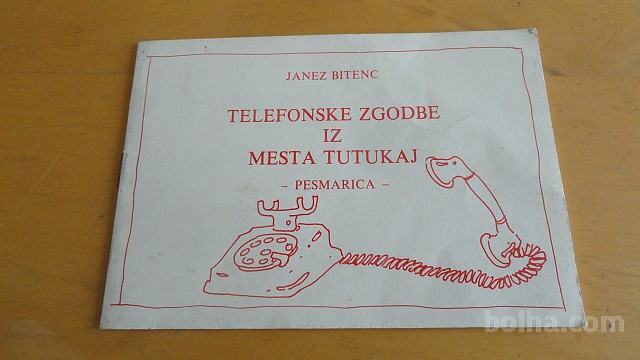 JANEZ BITENC
TELEFONSKE ZGODBE
IZ
MESTA TUTUKAJ
– PESMARICA –
bolha.com